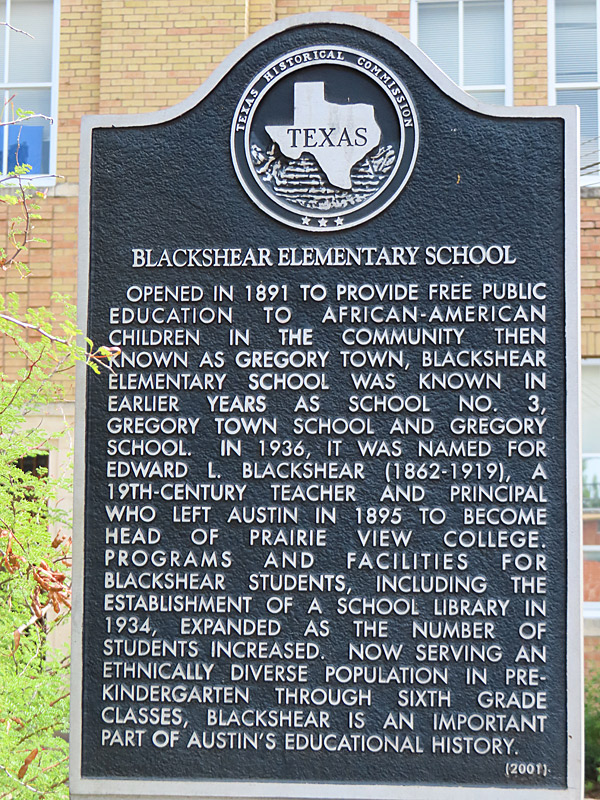 TEXAS HISTORICAL COMMISSION
TEXAS
BLACKSHEAR ELEMENTARY SCHOOL
OPENED IN 1891 TO PROVIDE FREE PUBLIC
EDUCATION TO AFRICAN-AMERICAN
CHILDREN IN THE COMMUNITY THEN
KNOWN AS GREGORY TOWN, BLACKSHEAR
ELEMENTARY SCHOOL WAS KNOWN IN
EARLIER YEARS AS SCHOOL NO. 3,
GREGORY TOWN SCHOOL AND GREGORY
SCHOOL. IN 1936, IT WAS NAMED FOR
EDWARD L. BLACKSHEAR (1862-1919), A
19TH-CENTURY TEACHER AND PRINCIPAL
WHO LEFT AUSTIN IN 1895 TO BECOME
HEAD OF PRAIRIE VIEW COLLEGE.
PROGRAMS AND FACILITIES FOR
BLACKSHEAR STUDENTS, INCLUDING THE
ESTABLISHMENT OF A SCHOOL LIBRARY IN
1934, EXPANDED AS THE NUMBER OF
STUDENTS INCREASED. NOW SERVING AN
ETHNICALLY DIVERSE POPULATION IN PRE-
KINDERGARTEN THROUGH SIXTH GRADE
CLASSES, BLACKSHEAR IS AN IMPORTANT
PART OF AUSTIN'S EDUCATIONAL HISTORY.
(2001)